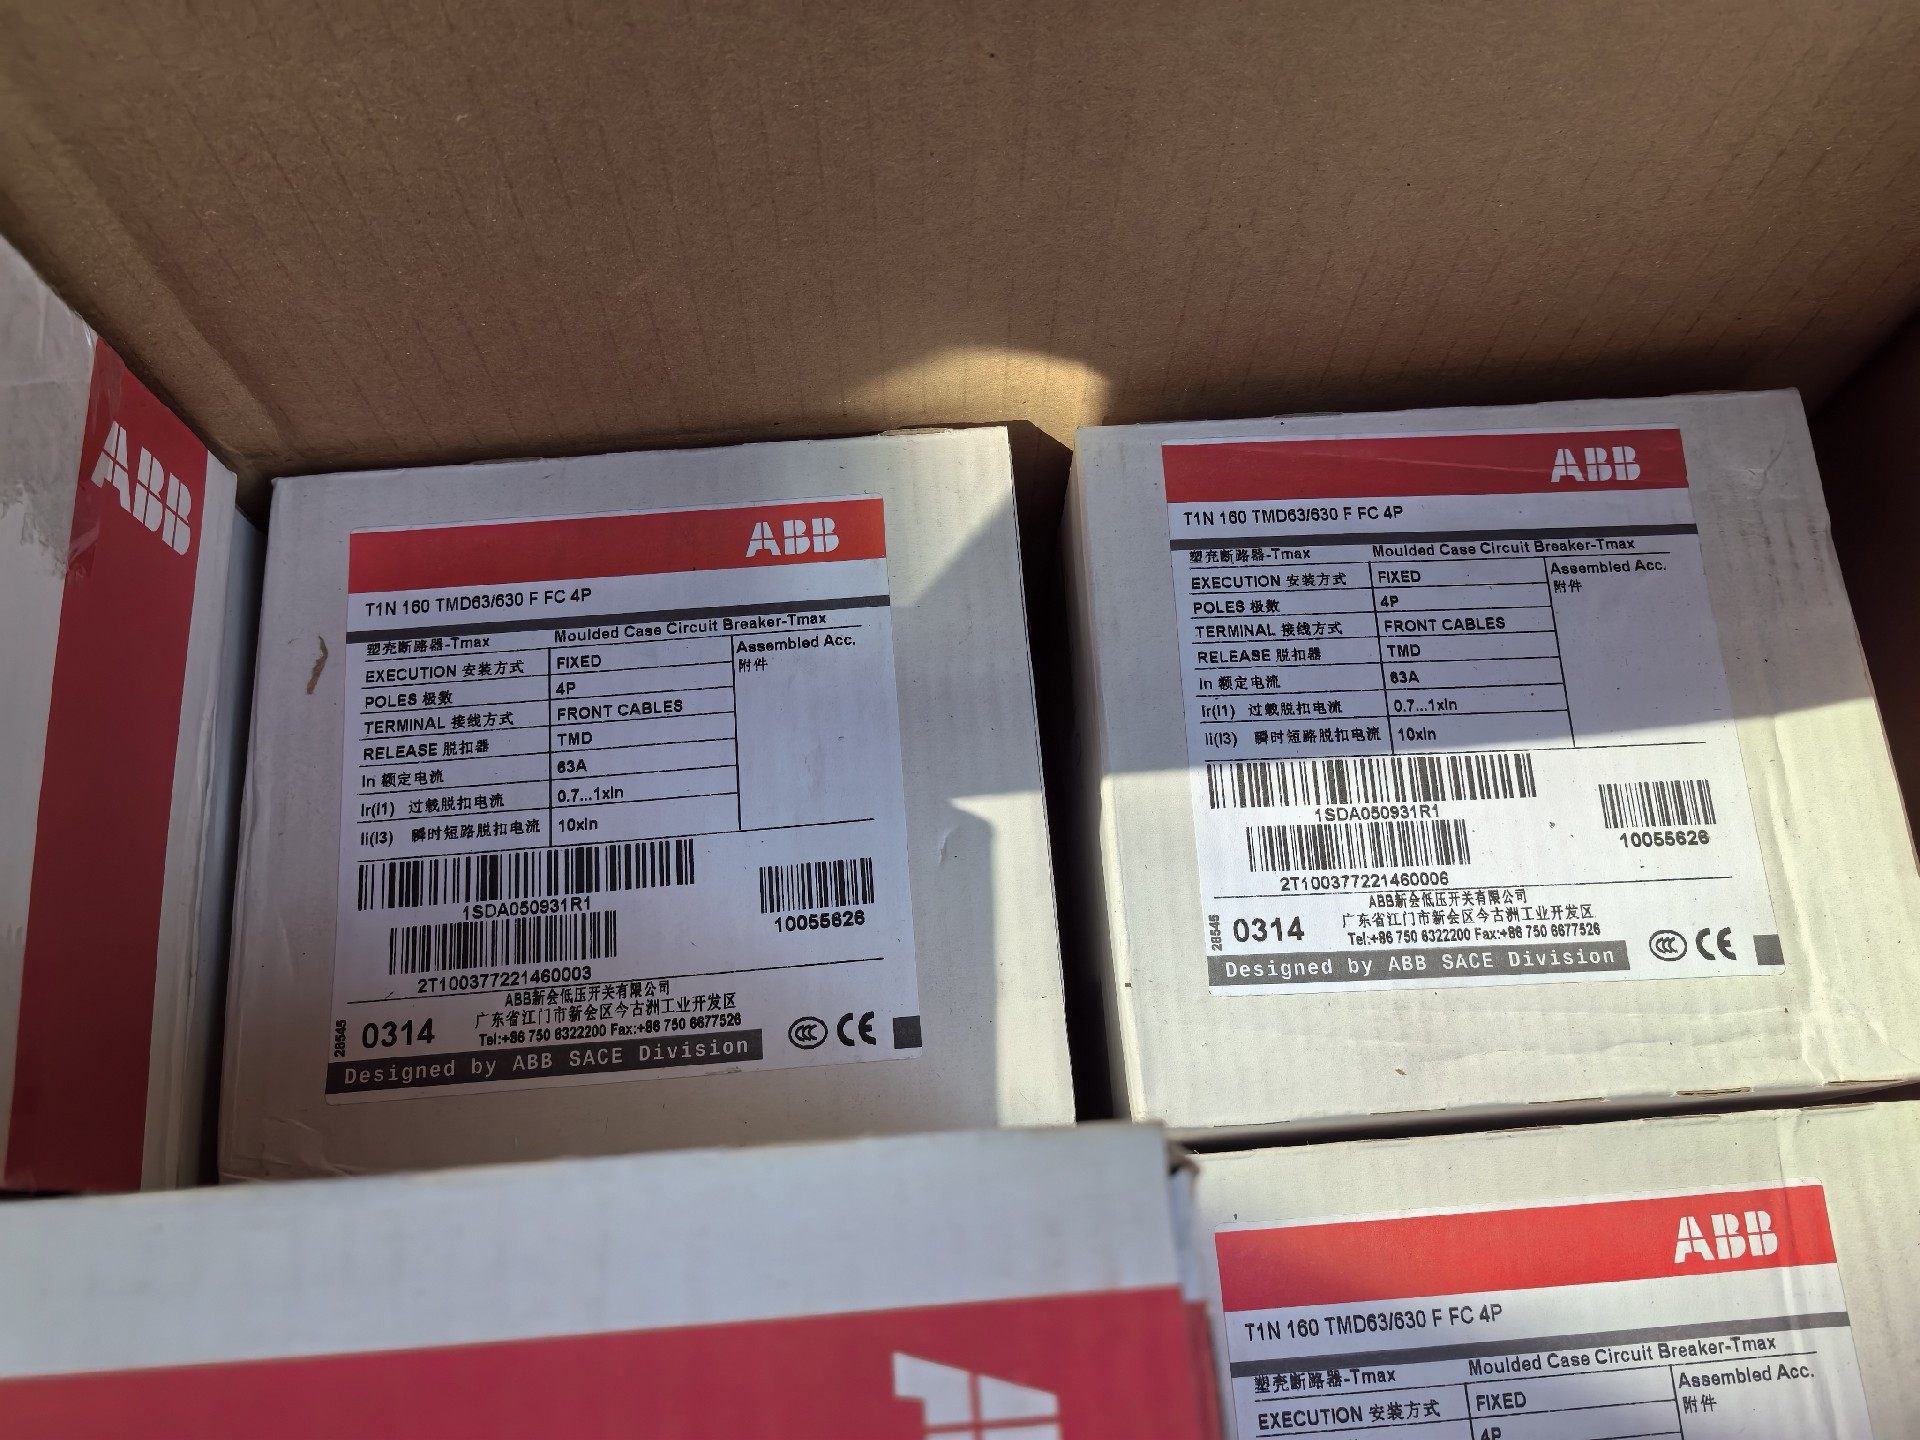 ABB
ABB
T1N 160 TMD63/630 F FC 4P
塑壳断路器-Tmax Moulded Case Circuit Breaker-Tmax
EXECUTION 安装方式 FIXED Assembled Acc.
POLES 极数 4P 附件
TERMINAL 接线方式 FRONT CABLES
RELEASE 脱扣器 TMD
In 额定电流 63A
Ir(I1) 过载脱扣电流 0.7...1xIn
Ii(I3) 瞬时短路脱扣电流 10xIn
1SDA050931R1
10055626
2T100377221460003
ABB新会低压开关有限公司
广东省江门市新会区今古洲工业开发区
28545 0314 Tel:+86 750 6322200 Fax:+86 750 6677526
CCC CE
Designed by ABB SACE Division
ABB
T1N 160 TMD63/630 F FC 4P
塑壳断路器-Tmax Moulded Case Circuit Breaker-Tmax
EXECUTION 安装方式 FIXED Assembled Acc.
POLES 极数 4P 附件
TERMINAL 接线方式 FRONT CABLES
RELEASE 脱扣器 TMD
In 额定电流 63A
Ir(I1) 过载脱扣电流 0.7...1xIn
Ii(I3) 瞬时短路脱扣电流 10xIn
1SDA050931R1
10055626
2T100377221460006
ABB新会低压开关有限公司
广东省江门市新会区今古洲工业开发区
28545 0314 Tel:+86 750 6322200 Fax:+86 750 6677526
CCC CE
Designed by ABB SACE Division
ABB
T1N 160 TMD63/630 F FC 4P
塑壳断路器-Tmax Moulded Case Circuit Breaker-Tmax
EXECUTION 安装方式 FIXED Assembled Acc.
4P 附件